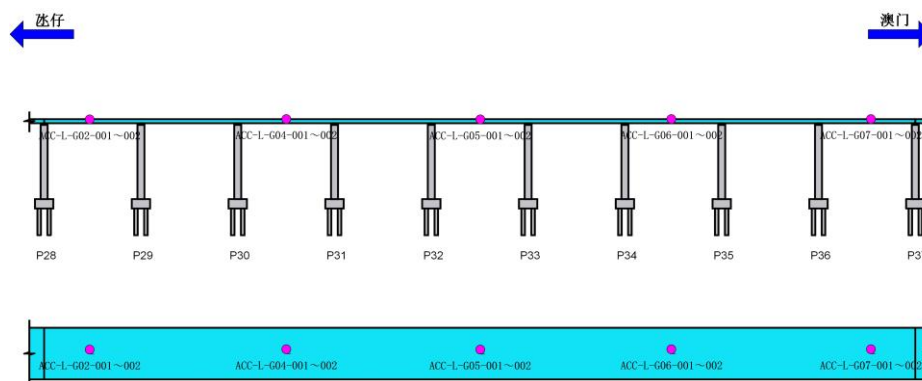 氹仔
澳门
ACC-L-G02-001～002
ACC-L-G04-001～002
ACC-L-G05-001～002
ACC-L-G06-001～002
ACC-L-G07-001～002
P28
P29
P30
P31
P32
P33
P34
P35
P36
P37
ACC-L-G02-001～002
ACC-L-G04-001～002
ACC-L-G05-001～002
ACC-L-G06-001～002
ACC-L-G07-001～002